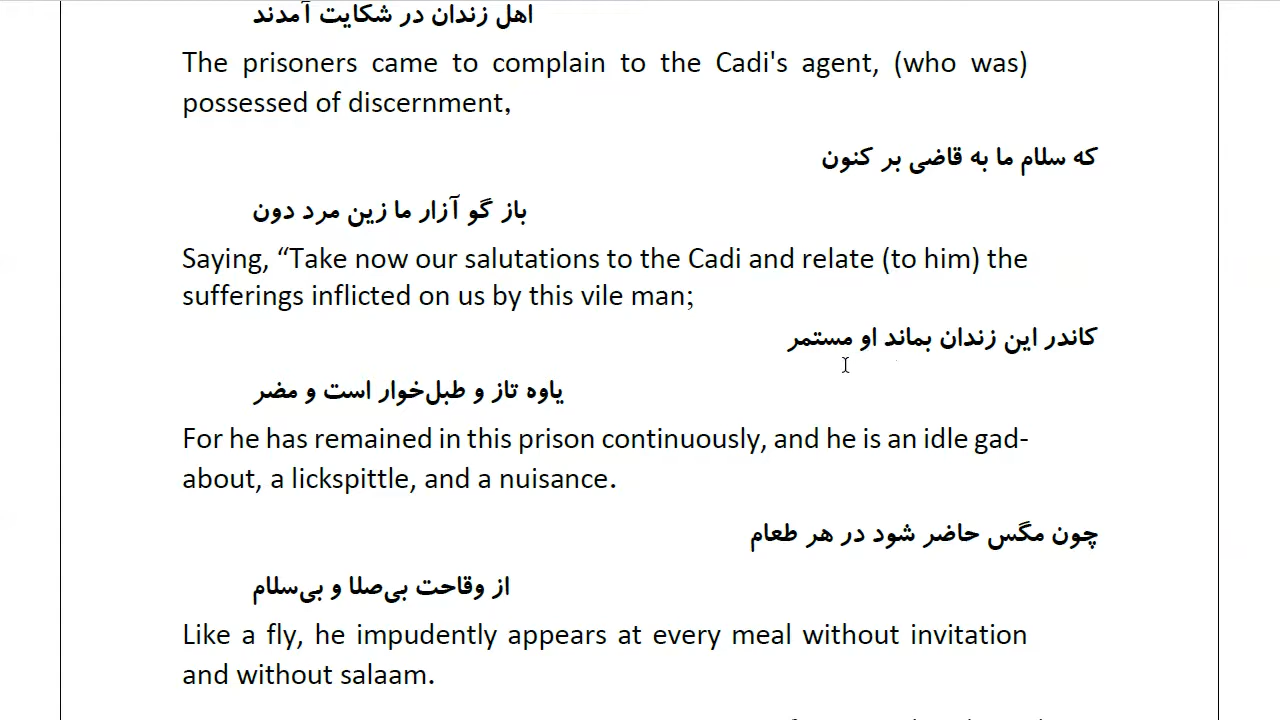 اهل زندان در شکایت آمدند
The prisoners came to complain to the Cadi's agent, (who was)
possessed of discernment,
که سلام ما به قاضی بر کنون
باز گو آزار ما زین مرد دون
Saying, “Take now our salutations to the Cadi and relate (to him) the
sufferings inflicted on us by this vile man;
کاندر این زندان بماند او مستمر
یاوه تاز و طبل‌خوار است و مضر
For he has remained in this prison continuously, and he is an idle gad-
about, a lickspittle, and a nuisance.
چون مگس حاضر شود در هر طعام
از وقاحت بی‌صلا و بی‌سلام
Like a fly, he impudently appears at every meal without invitation
and without salaam.